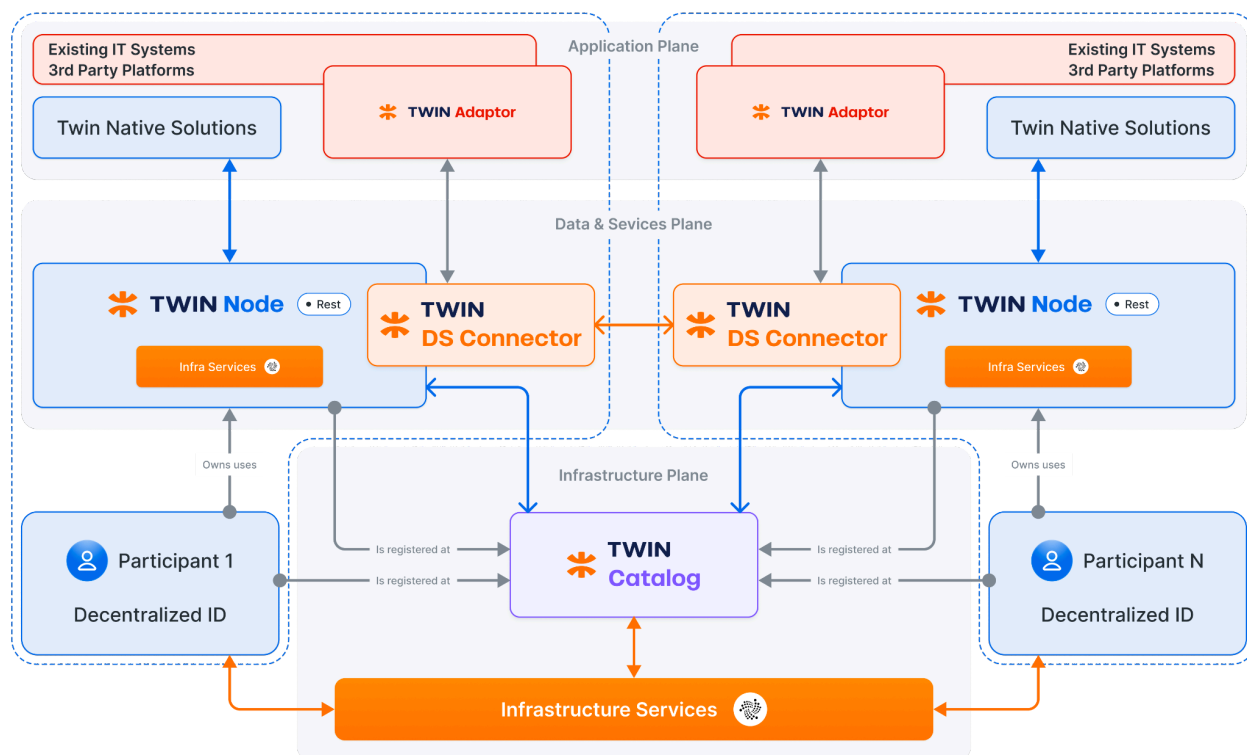 Application Plane
Existing IT Systems
3rd Party Platforms
TWIN Adaptor
Twin Native Solutions
Existing IT Systems
3rd Party Platforms
TWIN Adaptor
Twin Native Solutions
Data & Sevices Plane
TWIN Node
Rest
Infra Services
TWIN
DS Connector
TWIN
DS Connector
TWIN Node
Rest
Infra Services
Owns uses
Owns uses
Infrastructure Plane
Participant 1
Decentralized ID
Is registered at
Is registered at
TWIN
Catalog
Is registered at
Is registered at
Participant N
Decentralized ID
Infrastructure Services